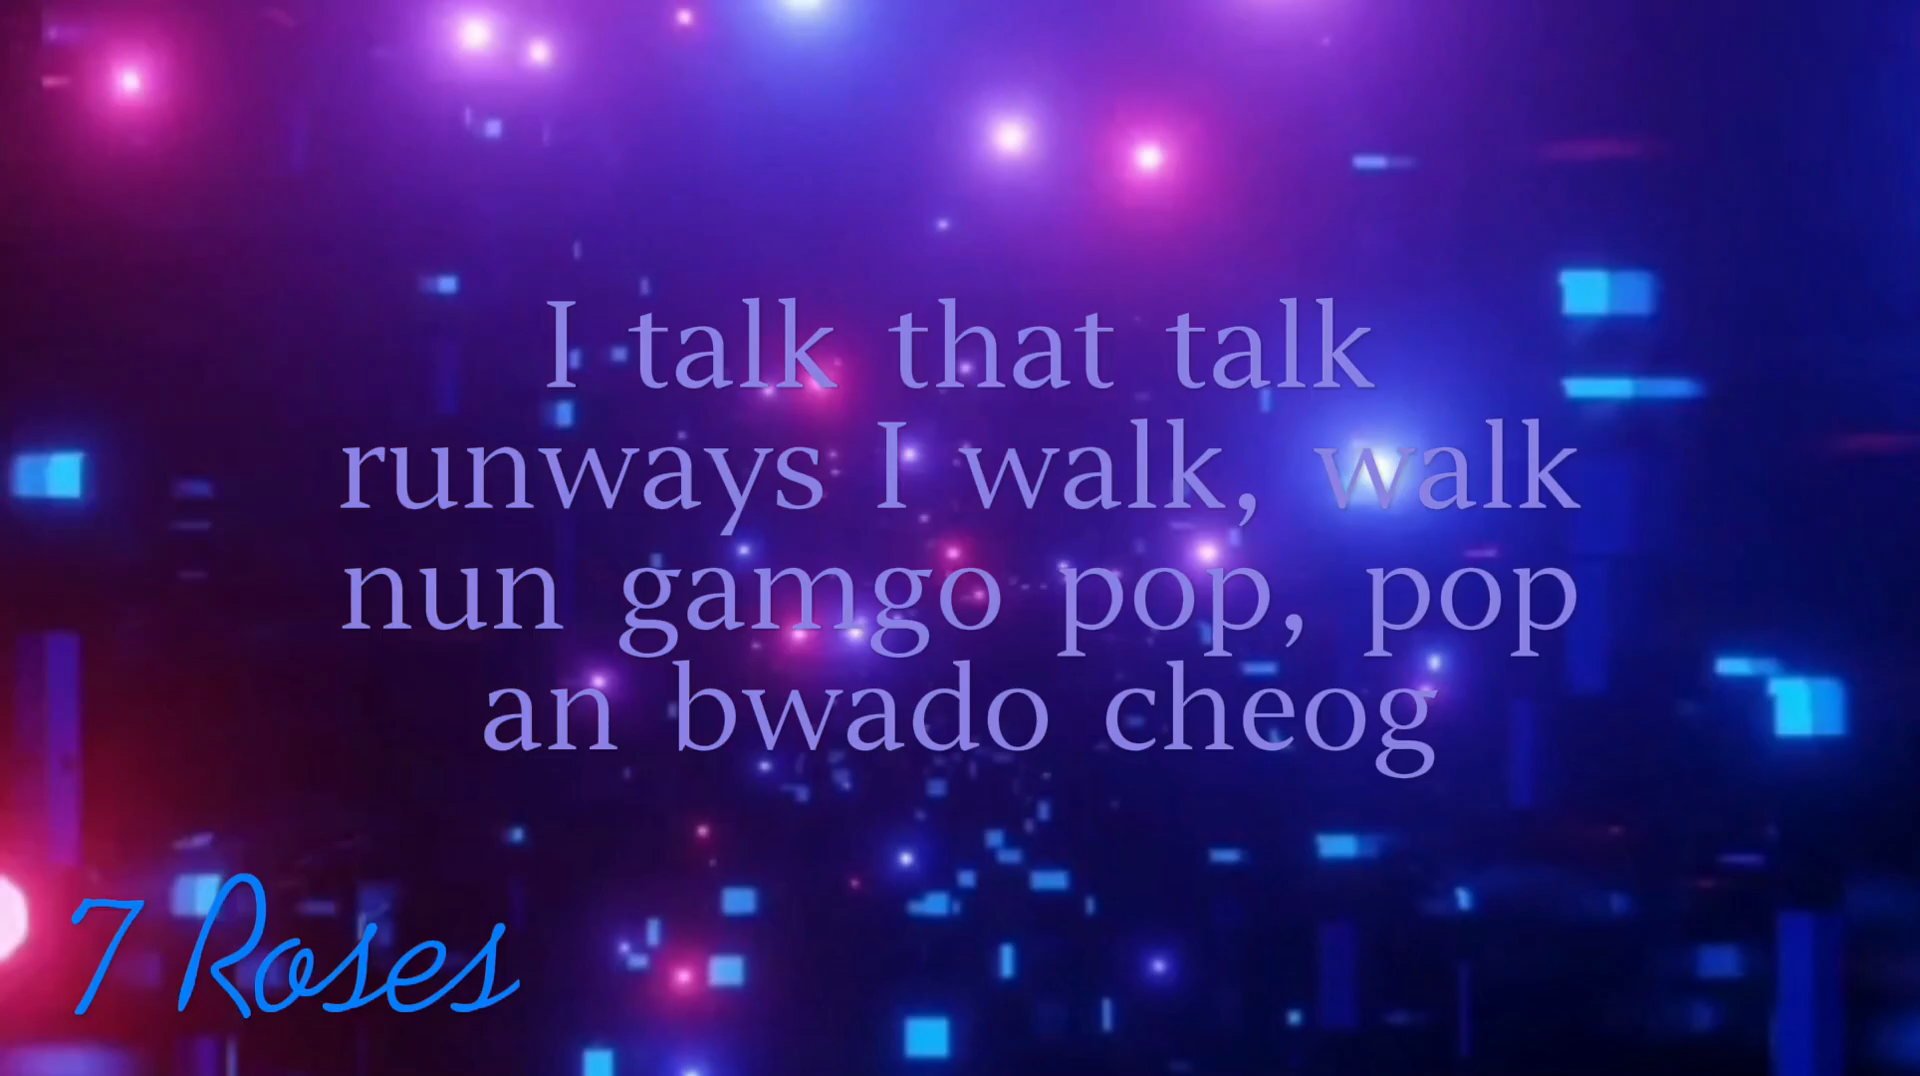 I talk that talk
runways I walk, walk
nun gamgo pop, pop
an bwado cheog
7 Roses